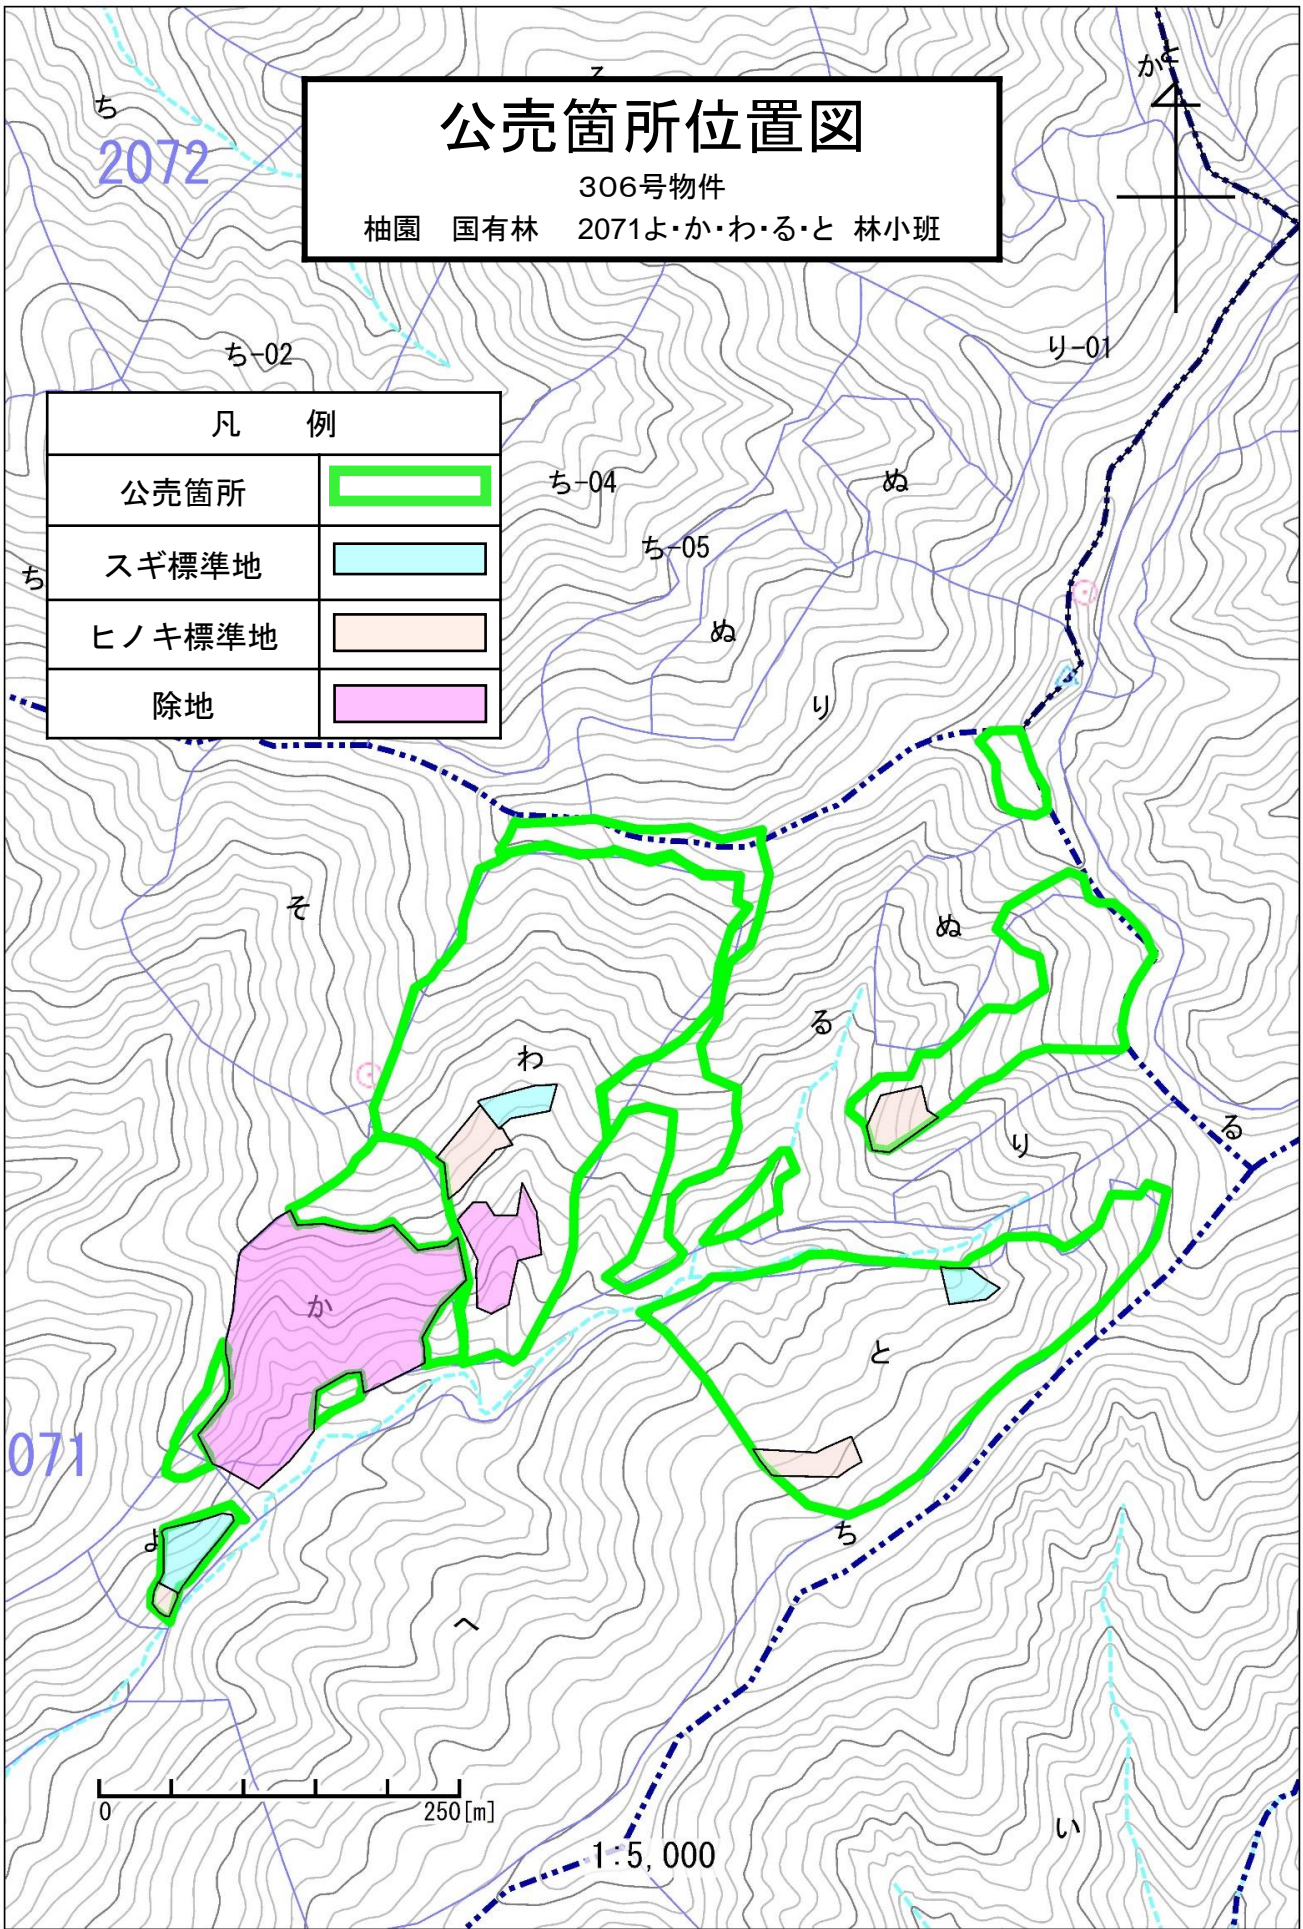 か
と
ち
2072
公売箇所位置図
306号物件
柚園　国有林　2071よ・か・わ・る・と 林小班
ち-02
り-01
凡　例
公売箇所
スギ標準地
ヒノキ標準地
除地
ち-04
ぬ
ち-05
ち
ぬ
り
そ
ぬ
る
わ
り
る
か
と
071
ち
よ
へ
0
250[m]
い
1:5,000